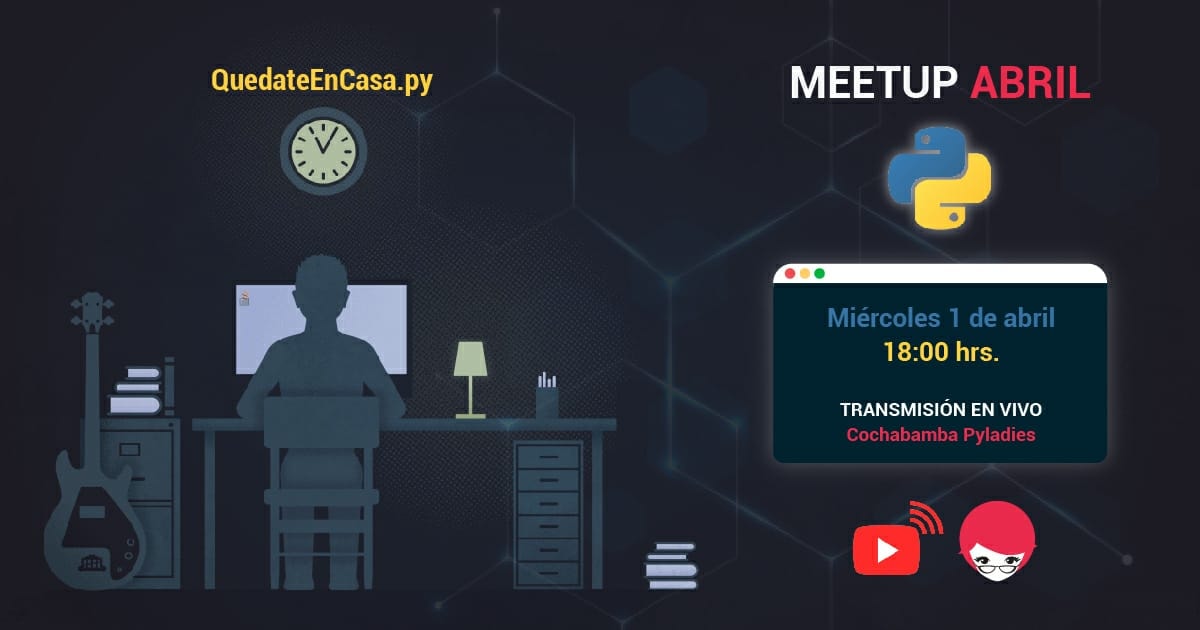 QuedateEnCasa.py
MEETUP ABRIL
Miércoles 1 de abril
18:00 hrs.
TRANSMISIÓN EN VIVO
Cochabamba Pyladies